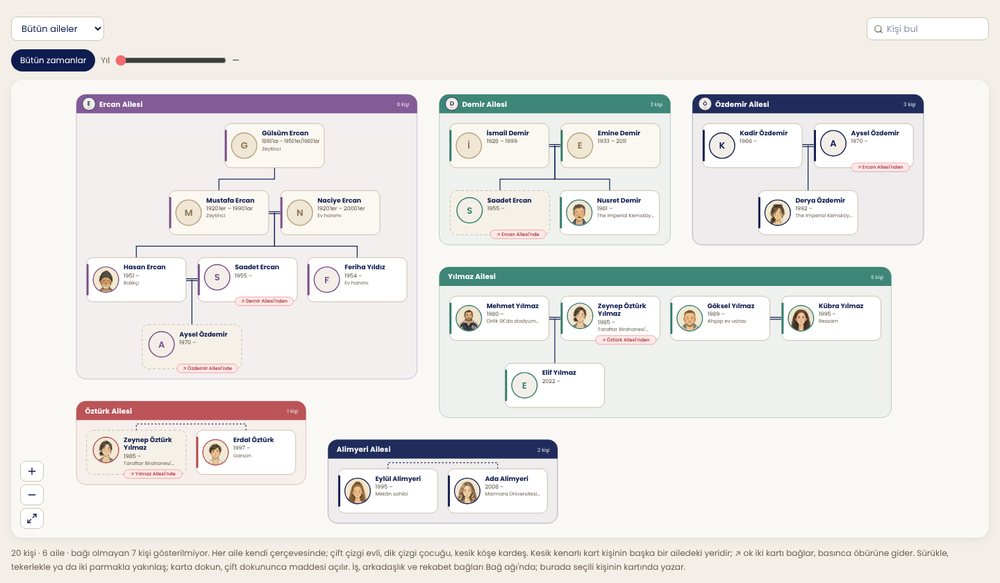 Bütün aileler
Kişi bul
Bütün zamanlar
Yıl
—
E Ercan Ailesi 6 kişi
G
Gülsüm Ercan
1890'lar – 1950'ler/1960'lar
Zeytinci
M
Mustafa Ercan
1920'ler – 1990'lar
Zeytinci
N
Naciye Ercan
1920'ler – 2000'ler
Ev hanımı
Hasan Ercan
1951 –
Balıkçı
S
Saadet Ercan
1955 –
↗ Demir Ailesi'nden
F
Feriha Yıldız
1954 –
Ev hanımı
A
Aysel Özdemir
1970 –
↗ Özdemir Ailesi'nde
D Demir Ailesi 3 kişi
İ
İsmail Demir
1928 – 1999
E
Emine Demir
1933 – 2011
S
Saadet Ercan
1955 –
↗ Ercan Ailesi'nde
Nusret Demir
1961 –
The Imperial Kemsköy…
Ö Özdemir Ailesi 3 kişi
K
Kadir Özdemir
1966 –
A
Aysel Özdemir
1970 –
↗ Ercan Ailesi'nden
Derya Özdemir
1992 –
The Imperial Kemsköy…
Yılmaz Ailesi 5 kişi
Mehmet Yılmaz
1980 –
Dirlik SK'da stadyum…
Zeynep Öztürk
Yılmaz
1985 –
Taraftar Birahanesi'…
↗ Öztürk Ailesi'nden
Göksel Yılmaz
1989 –
Ahşap ev ustası
Kübra Yılmaz
1995 –
Ressam
E
Elif Yılmaz
2022 –
Öztürk Ailesi 1 kişi
Zeynep Öztürk
Yılmaz
1985 –
Taraftar Birahanesi'…
↗ Yılmaz Ailesi'nde
Erdal Öztürk
1997 –
Garson
Alimyeri Ailesi 2 kişi
Eylül Alimyeri
1995 –
Mekân sahibi
Ada Alimyeri
2008 –
Marmara Üniversitesi…
+
−
20 kişi · 6 aile · bağı olmayan 7 kişi gösterilmiyor. Her aile kendi çerçevesinde; çift çizgi evli, dik çizgi çocuğu, kesik köşe kardeş. Kesik kenarlı kart kişinin başka bir ailedeki yeridir; ↗ ok iki kartı bağlar, basınca öbürüne gider. Sürükle,
tekerlekle ya da iki parmakla yakınlaş; karta dokun, çift dokununca maddesi açılır. İş, arkadaşlık ve rekabet bağları Bağ ağı'nda; burada seçili kişinin kartında yazar.